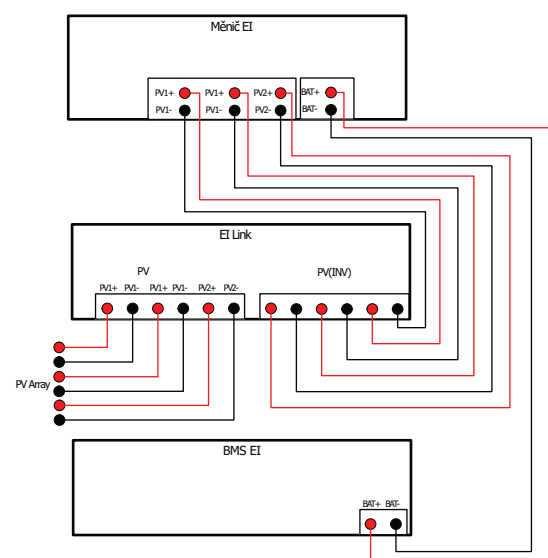 Měnič EI
PV1+ PV1+ PV2+ BAT+
PV1- PV1- PV2- BAT-
EI Link
PV PV(INV)
PV1+ PV1- PV1+ PV1- PV2+ PV2-
PV Array
BMS EI
BAT+ BAT-